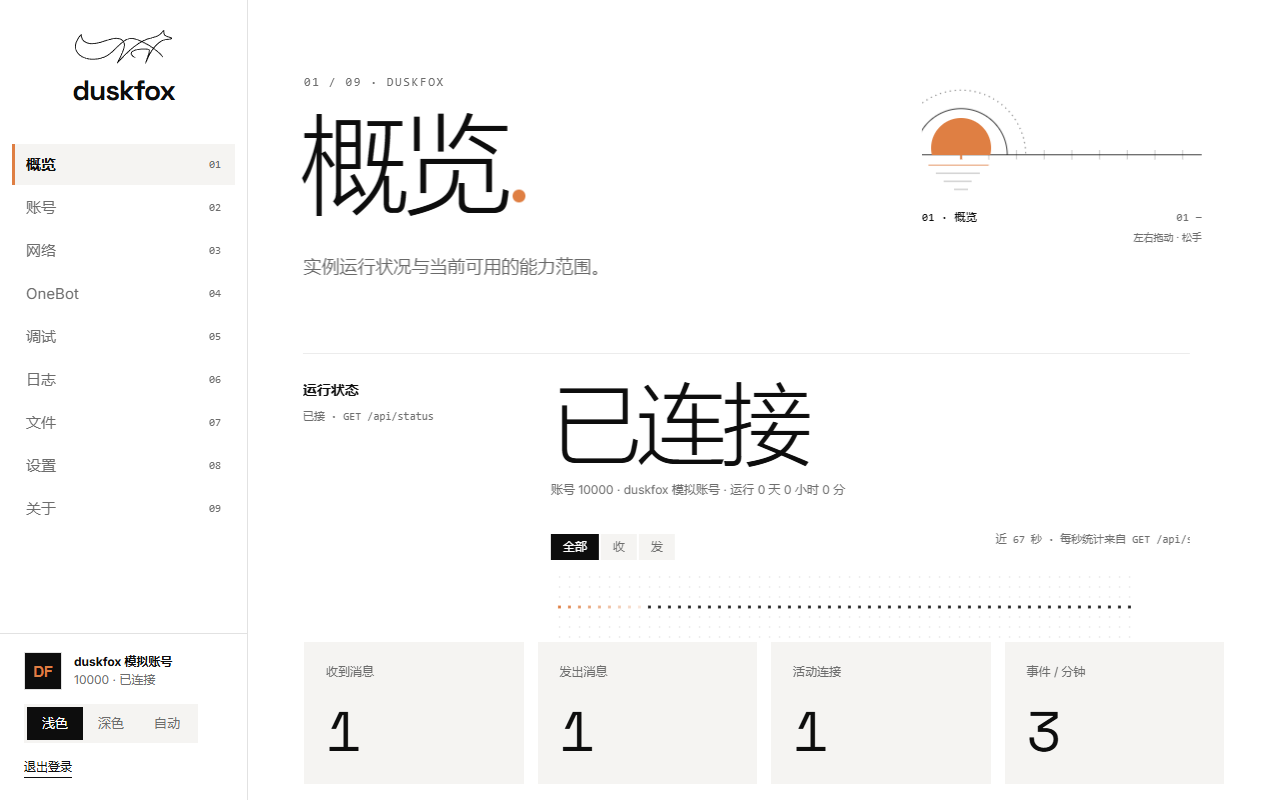 duskfox
概览 01
账号 02
网络 03
OneBot 04
调试 05
日志 06
文件 07
设置 08
关于 09
DF
duskfox 模拟账号
10000 · 已连接
浅色 深色 自动
退出登录
01 / 09 · DUSKFOX
概览.
实例运行状况与当前可用的能力范围。
01 · 概览 01 —
左右拖动 · 松手
运行状态
已接 · GET /api/status
已连接
账号 10000 · duskfox 模拟账号 · 运行 0 天 0 小时 0 分
全部 收 发
近 67 秒 · 每秒统计来自 GET /api/s
收到消息
1
发出消息
1
活动连接
1
事件 / 分钟
3